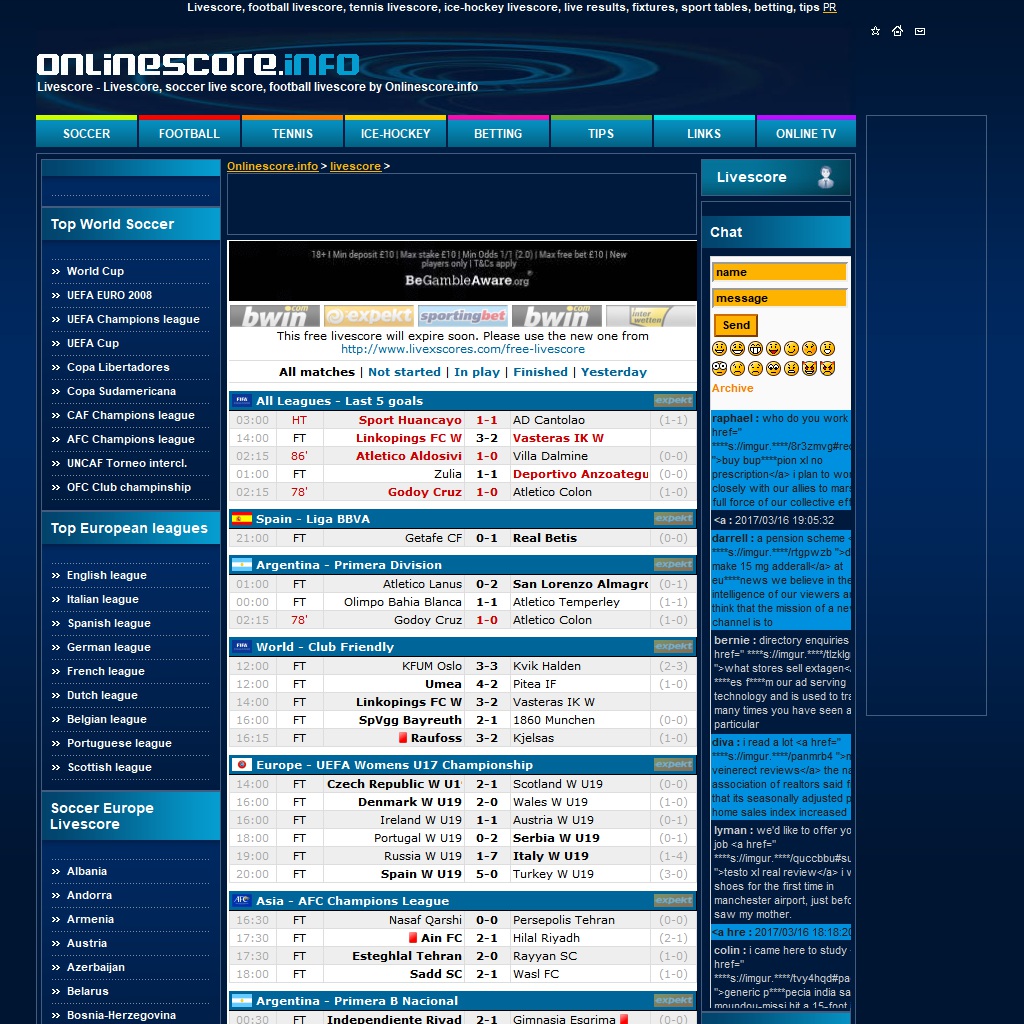 Livescore, football livescore, tennis livescore, ice-hockey livescore, live results, fixtures, sport tables, betting, tips PR
onlinescore.info
Livescore - Livescore, soccer live score, football livescore by Onlinescore.info
SOCCER FOOTBALL TENNIS ICE-HOCKEY BETTING TIPS LINKS ONLINE TV
Top World Soccer
World Cup
UEFA EURO 2008
UEFA Champions league
UEFA Cup
Copa Libertadores
Copa Sudamericana
CAF Champions league
AFC Champions league
UNCAF Torneo intercl.
OFC Club champinship
Top European leagues
English league
Italian league
Spanish league
German league
French league
Dutch league
Belgian league
Portuguese league
Scottish league
Soccer Europe
Livescore
Albania
Andorra
Armenia
Austria
Azerbaijan
Belarus
Bosnia-Herzegovina
Onlinescore.info > livescore >
18+ I Min deposit £10 | Max stake £10 | Min Odds 1/1 (2.0) | Max free bet £10 | New
players only | T&Cs apply
BeGambleAware.org®
bwin.com expekt sportingbet bwin.com inter wetten
This free livescore will expire soon. Please use the new one from
http://www.livexscores.com/free-livescore
All matches | Not started | In play | Finished | Yesterday
FIFA All Leagues - Last 5 goals expekt
03:00 HT Sport Huancayo 1-1 AD Cantolao (1-1)
14:00 FT Linkopings FC W 3-2 Vasteras IK W
02:15 86' Atletico Aldosivi 1-0 Villa Dalmine (0-0)
01:00 FT Zulia 1-1 Deportivo Anzoategu (0-0)
02:15 78' Godoy Cruz 1-0 Atletico Colon (1-0)
Spain - Liga BBVA expekt
21:00 FT Getafe CF 0-1 Real Betis (0-0)
Argentina - Primera Division expekt
01:00 FT Atletico Lanus 0-2 San Lorenzo Almagro (0-1)
00:00 FT Olimpo Bahia Blanca 1-1 Atletico Temperley (1-1)
02:15 78' Godoy Cruz 1-0 Atletico Colon (1-0)
FIFA World - Club Friendly expekt
12:00 FT KFUM Oslo 3-3 Kvik Halden (2-3)
12:00 FT Umea 4-2 Pitea IF (1-0)
14:00 FT Linkopings FC W 3-2 Vasteras IK W
16:00 FT SpVgg Bayreuth 2-1 1860 Munchen (0-0)
16:15 FT Raufoss 3-2 Kjelsas (1-0)
Europe - UEFA Womens U17 Championship expekt
14:00 FT Czech Republic W U1 2-1 Scotland W U19 (0-0)
16:00 FT Denmark W U19 2-0 Wales W U19 (1-0)
16:00 FT Ireland W U19 1-1 Austria W U19 (0-1)
18:00 FT Portugal W U19 0-2 Serbia W U19 (0-1)
19:00 FT Russia W U19 1-7 Italy W U19 (1-4)
20:00 FT Spain W U19 5-0 Turkey W U19 (3-0)
AFC Asia - AFC Champions League expekt
16:30 FT Nasaf Qarshi 0-0 Persepolis Tehran (0-0)
17:30 FT Ain FC 2-1 Hilal Riyadh (2-1)
17:30 FT Esteghlal Tehran 2-0 Rayyan SC (1-0)
18:00 FT Sadd SC 2-1 Wasl FC (1-0)
Argentina - Primera B Nacional expekt
00:30 FT Independiente Rivad 2-1 Gimnasia Esgrima (0-0)
Livescore
Chat
name
message
Send
Archive
raphael : who do you work
href="
****s://imgur.****/8r3zmvg#rec
">buy bup****pion xl no
prescription</a> i plan to wor
closely with our allies to mars
full force of our collective eff
<a : 2017/03/16 19:05:32
darrell : a pension scheme <
****s://imgur.****/rtgpwzb ">d
make 15 mg adderall</a> at
eu****news we believe in the
intelligence of our viewers an
think that the mission of a nev
channel is to
bernie : directory enquiries
href=" ****s://imgur.****/tlzklg
">what stores sell extagen<
****es f****m our ad serving
technology and is used to tra
many times you have seen a
particular
diva : i read a lot <a href="
****s://imgur.****/panmrb4 ">n
veinerect reviews</a> the na
association of realtors said fi
that its seasonally adjusted p
home sales index increased
lyman : we'd like to offer yo
job <a href="
****s://imgur.****/quccbbu#su
">testo xl real review</a> i v
shoes for the first time in
manchester airport, just befo
saw my mother.
<a hre : 2017/03/16 18:18:20
colin : i came here to study
href="
****s://imgur.****/tvy4hqd#pa
">generic p****pecia india sa
moundou-missi hit a 15-foot